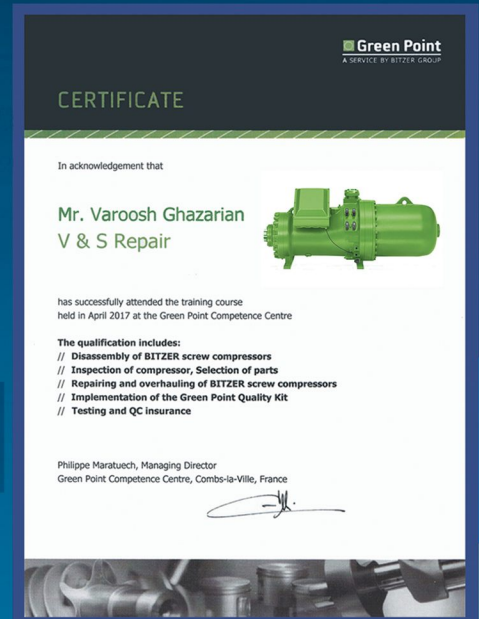 Green Point
A SERVICE BY BITZER GROUP
CERTIFICATE
In acknowledgement that
Mr. Varoosh Ghazarian
V & S Repair
has successfully attended the training course
held in April 2017 at the Green Point Competence Centre
The qualification includes:
// Disassembly of BITZER screw compressors
// Inspection of compressor, Selection of parts
// Repairing and overhauling of BITZER screw compressors
// Implementation of the Green Point Quality Kit
// Testing and QC insurance
Philippe Maratuech, Managing Director
Green Point Competence Centre, Combs-la-Ville, France